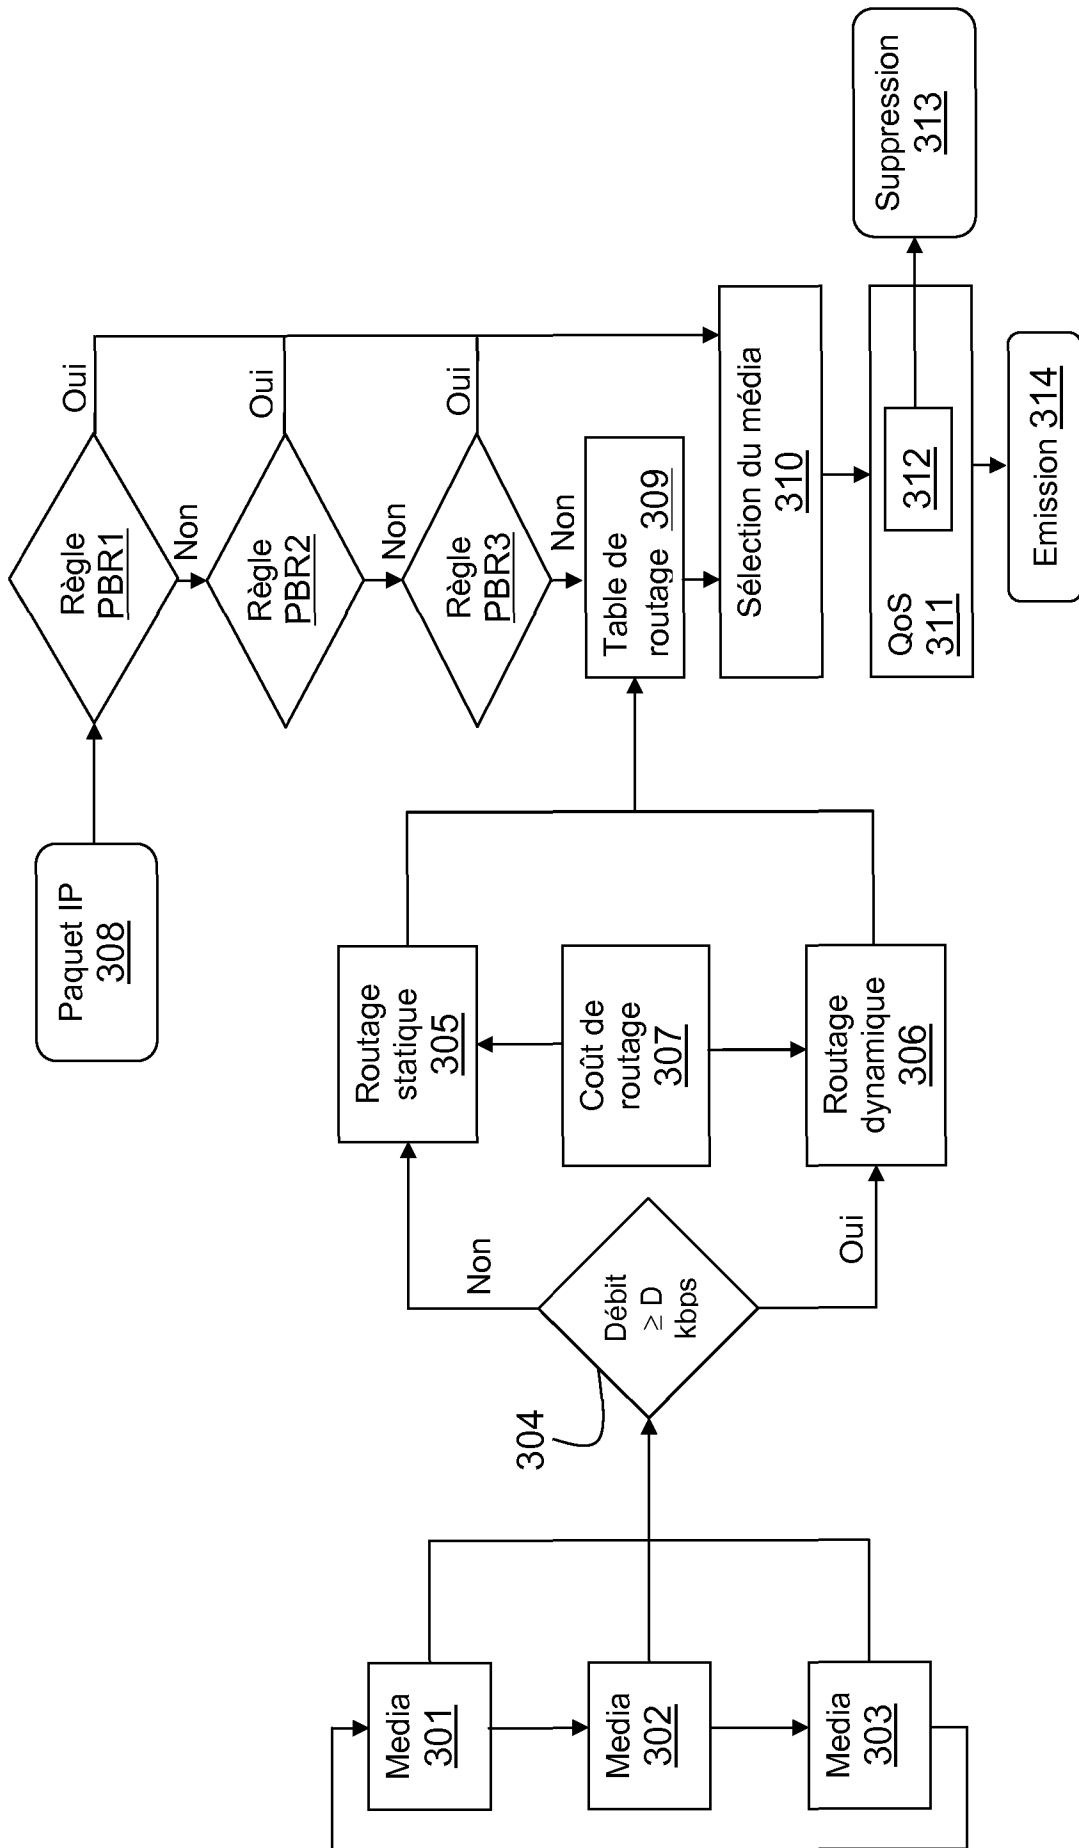 Paquet IP
308
Règle
PBR1
Oui
Non
Règle
PBR2
Oui
Non
Règle
PBR3
Oui
Non
Table de
routage 309
Sélection du média
310
QoS
311
312
Suppression
313
Emission 314
Routage
statique
305
Coût de
routage
307
Routage
dynamique
306
Non
Oui
Débit
≥ D
kbps
304
Media
301
Media
302
Media
303